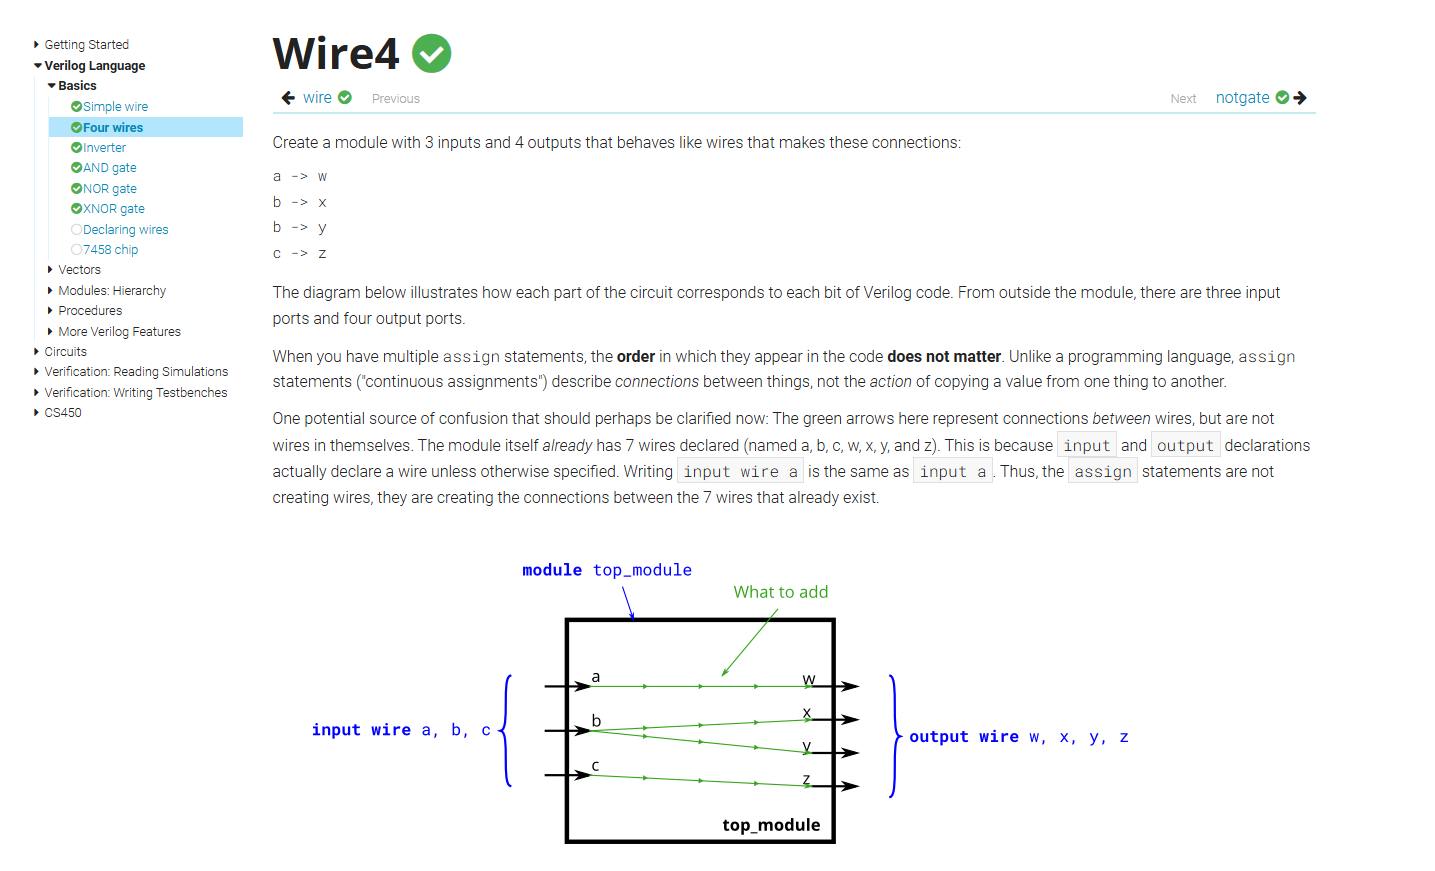 Getting Started
Verilog Language
Basics
Simple wire
Four wires
Inverter
AND gate
NOR gate
XNOR gate
Declaring wires
7458 chip
Vectors
Modules: Hierarchy
Procedures
More Verilog Features
Circuits
Verification: Reading Simulations
Verification: Writing Testbenches
CS450
Wire4
wire Previous
Next notgate
Create a module with 3 inputs and 4 outputs that behaves like wires that makes these connections:
a -> w
b -> x
b -> y
c -> z
The diagram below illustrates how each part of the circuit corresponds to each bit of Verilog code. From outside the module, there are three input
ports and four output ports.
When you have multiple assign statements, the order in which they appear in the code does not matter. Unlike a programming language, assign
statements ("continuous assignments") describe connections between things, not the action of copying a value from one thing to another.
One potential source of confusion that should perhaps be clarified now: The green arrows here represent connections between wires, but are not
wires in themselves. The module itself already has 7 wires declared (named a, b, c, w, x, y, and z). This is because input and output declarations
actually declare a wire unless otherwise specified. Writing input wire a is the same as input a. Thus, the assign statements are not
creating wires, they are creating the connections between the 7 wires that already exist.
module top_module
What to add
a
w
b
x
y
c
z
input wire a, b, c
output wire w, x, y, z
top_module